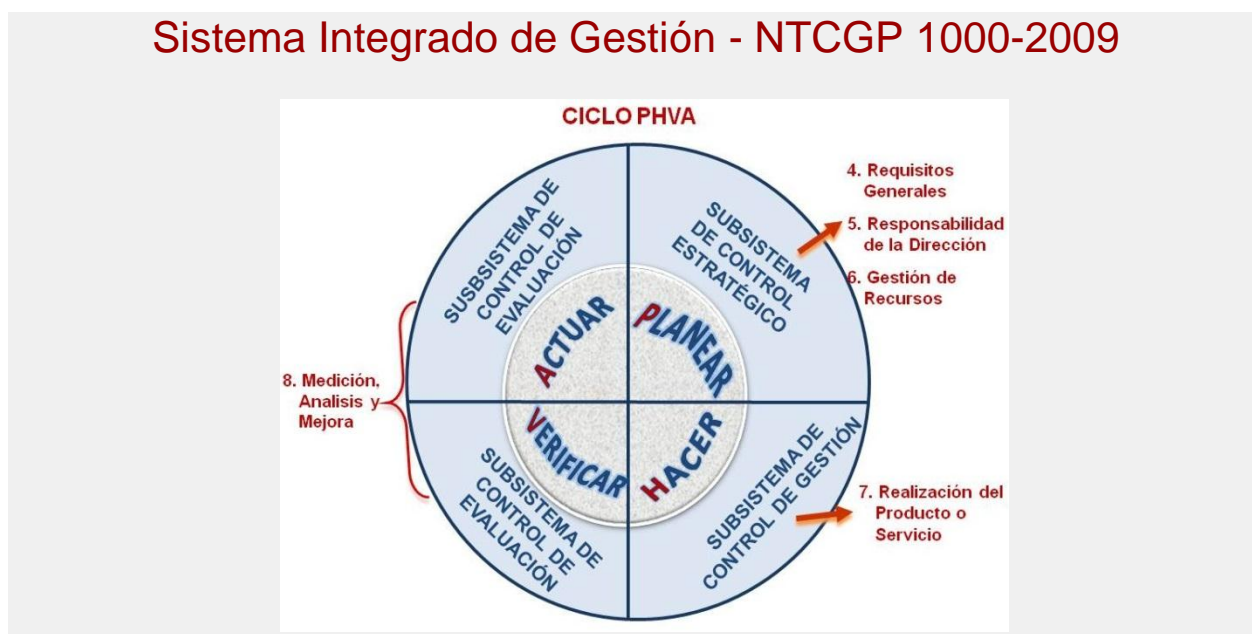 Sistema Integrado de Gestión - NTCGP 1000-2009
CICLO PHVA
SUSBSISTEMA DE
CONTROL DE
EVALUACIÓN
SUBSISTEMA
DE CONTROL
ESTRATÉGICO
4. Requisitos
Generales
5. Responsabilidad
de la Dirección
6. Gestión de
Recursos
ACTUAR
PLANEAR
8. Medición,
Analisis y
Mejora
VERIFICAR
HACER
SUBSISTEMA DE
CONTROL DE
EVALUACIÓN
SUBSISTEMA DE
CONTROL DE GESTIÓN
7. Realización del
Producto o
Servicio